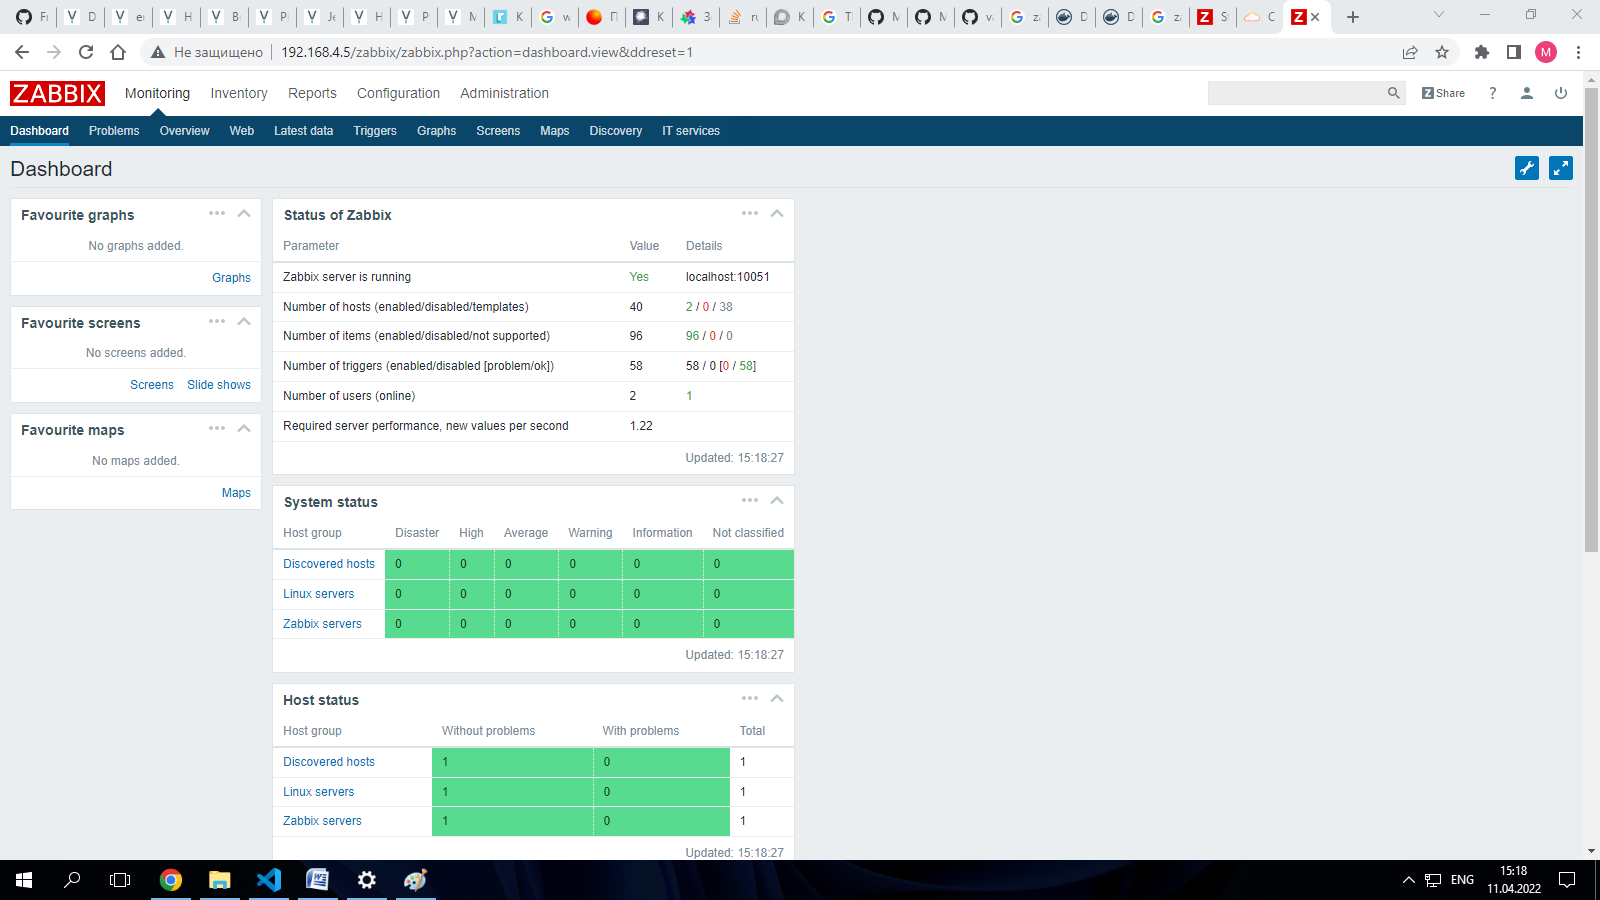 Не защищено 192.168.4.5/zabbix/zabbix.php?action=dashboard.view&ddreset=1
M
ZABBIX Monitoring Inventory Reports Configuration Administration Z Share ?
Dashboard Problems Overview Web Latest data Triggers Graphs Screens Maps Discovery IT services
Dashboard
Favourite graphs
No graphs added.
Graphs
Favourite screens
No screens added.
Screens Slide shows
Favourite maps
No maps added.
Maps
Status of Zabbix
Parameter Value Details
Zabbix server is running Yes localhost:10051
Number of hosts (enabled/disabled/templates) 40 2 / 0 / 38
Number of items (enabled/disabled/not supported) 96 96 / 0 / 0
Number of triggers (enabled/disabled [problem/ok]) 58 58 / 0 [0 / 58]
Number of users (online) 2 1
Required server performance, new values per second 1.22
Updated: 15:18:27
System status
Host group Disaster High Average Warning Information Not classified
Discovered hosts 0 0 0 0 0 0
Linux servers 0 0 0 0 0 0
Zabbix servers 0 0 0 0 0 0
Updated: 15:18:27
Host status
Host group Without problems With problems Total
Discovered hosts 1 0 1
Linux servers 1 0 1
Zabbix servers 1 0 1
Updated: 15:18:27
ENG
15:18
11.04.2022